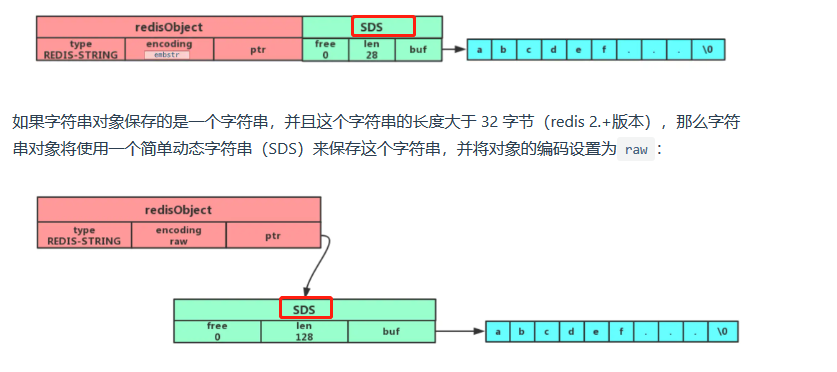 redisObject SDS
type encoding ptr free len buf a b c d e f . . . \0
REDIS-STRING embstr 0 28
如果字符串对象保存的是一个字符串，并且这个字符串的长度大于 32 字节（redis 2.+版本），那么字符
串对象将使用一个简单动态字符串（SDS）来保存这个字符串，并将对象的编码设置为 raw ：
redisObject
type encoding ptr
REDIS-STRING raw
SDS
free len buf a b c d e f . . . \0
0 128